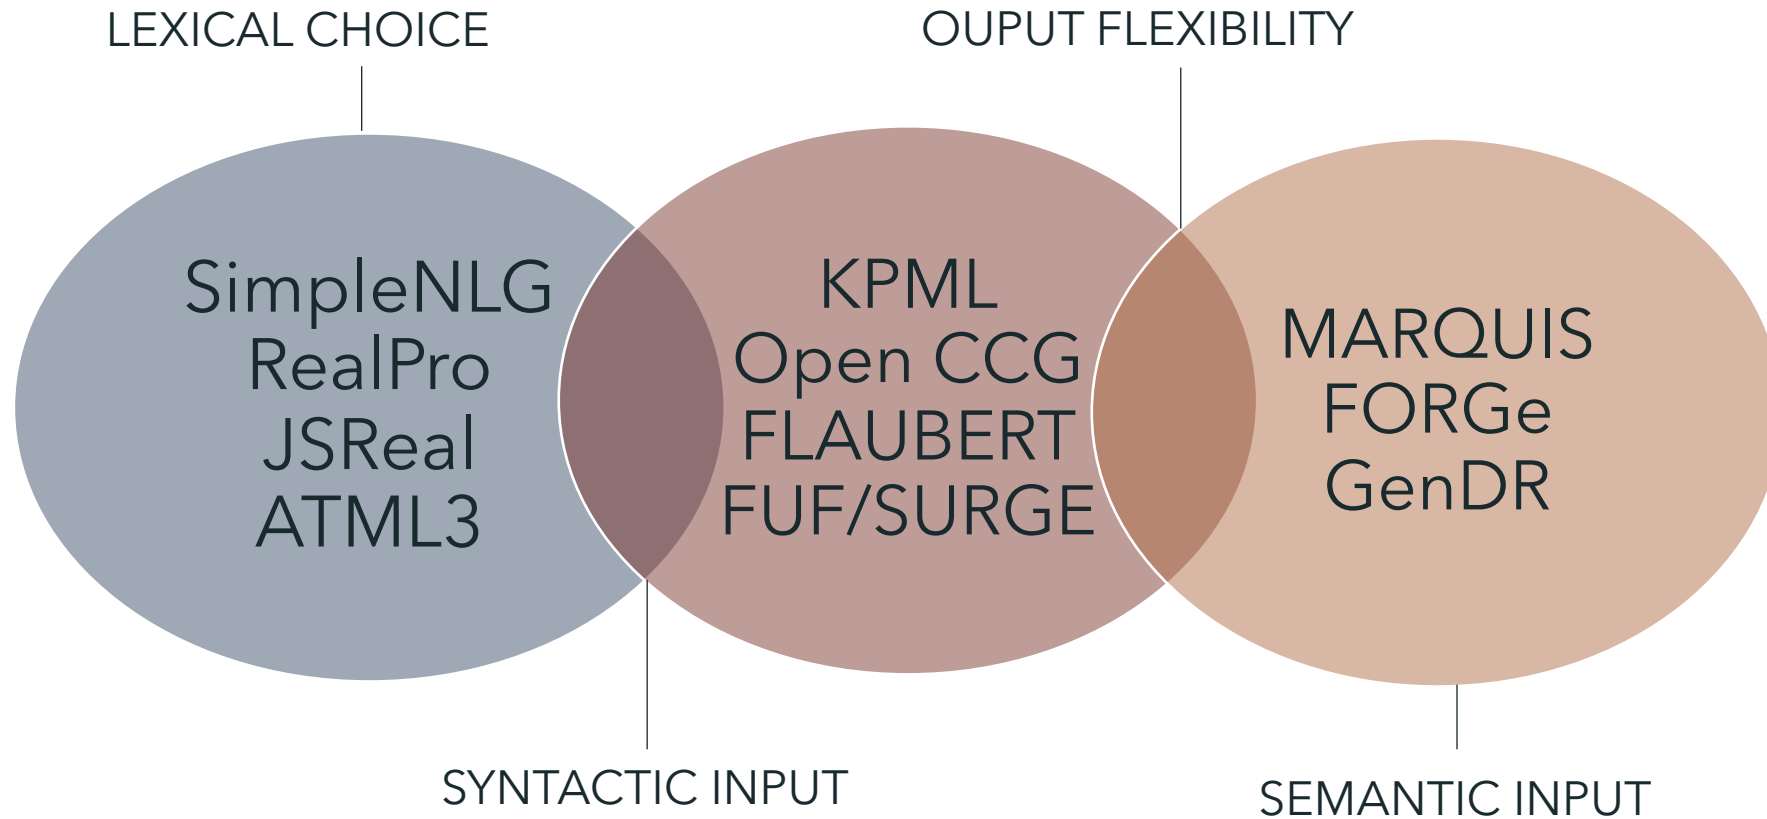 LEXICAL CHOICE
OUPUT FLEXIBILITY
SimpleNLG
RealPro
JSReal
ATML3
KPML
Open CCG
FLAUBERT
FUF/SURGE
MARQUIS
FORGe
GenDR
SYNTACTIC INPUT
SEMANTIC INPUT